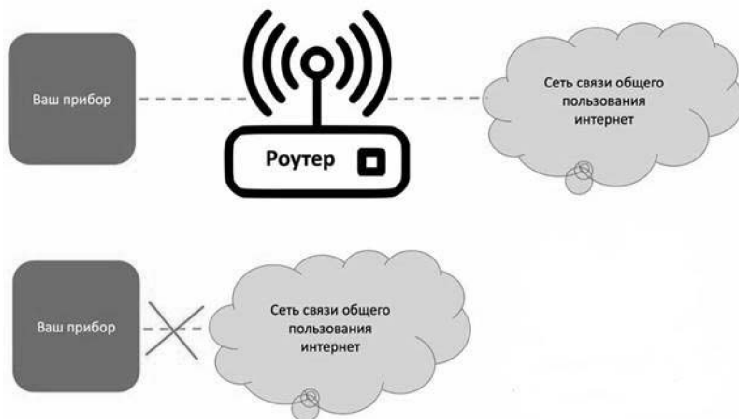 Ваш прибор
Роутер
Сеть связи общего
пользования
интернет
Ваш прибор
Сеть связи общего
пользования
интернет